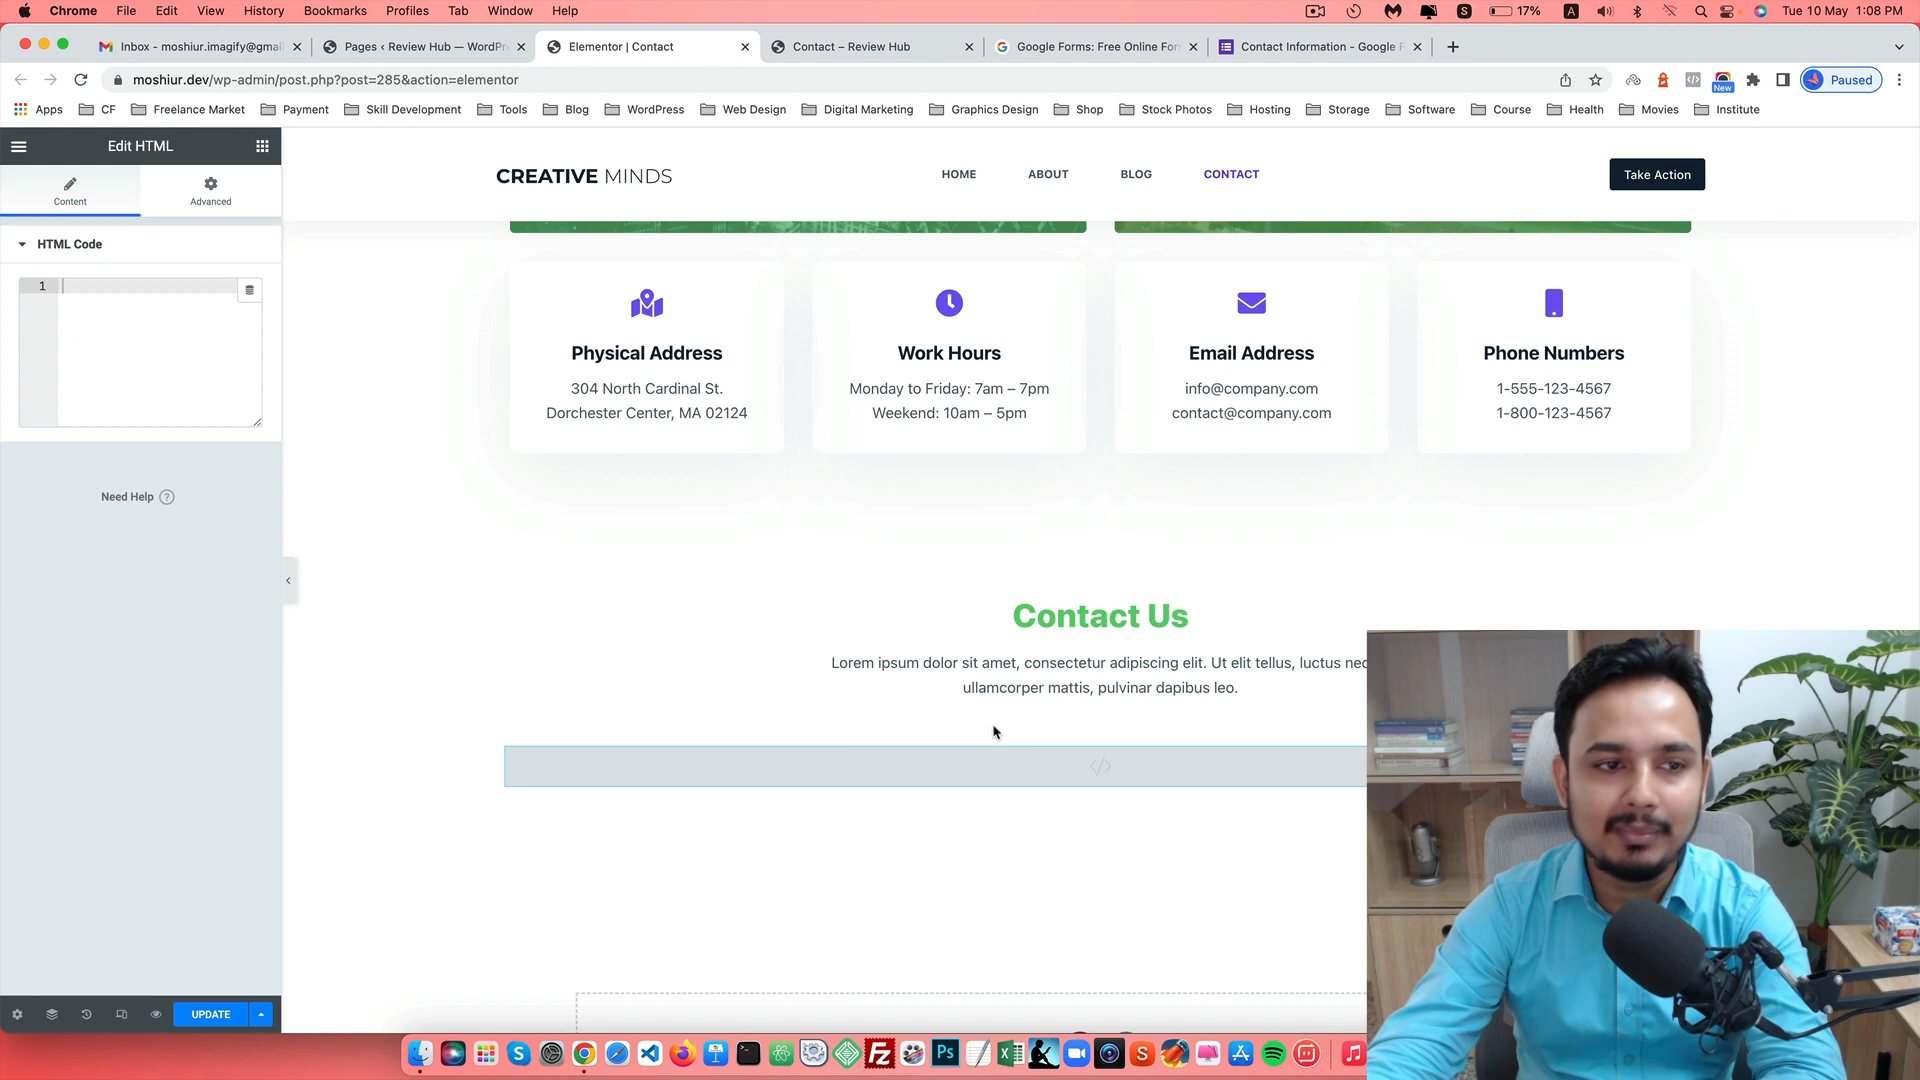 Chrome File Edit View History Bookmarks Profiles Tab Window Help
17% A Tue 10 May 1:08 PM
Inbox - moshiur.imagify@gmai
Pages ‹ Review Hub — WordPr
Elementor | Contact
Contact – Review Hub
Google Forms: Free Online For
Contact Information - Google F
moshiur.dev/wp-admin/post.php?post=285&action=elementor
New
Paused
Apps CF Freelance Market Payment Skill Development Tools Blog WordPress Web Design Digital Marketing Graphics Design Shop Stock Photos Hosting Storage Software Course Health Movies Institute
Edit HTML
Content
Advanced
HTML Code
1
Need Help ?
UPDATE
CREATIVE MINDS
HOME ABOUT BLOG CONTACT
Take Action
Physical Address
304 North Cardinal St.
Dorchester Center, MA 02124
Work Hours
Monday to Friday: 7am – 7pm
Weekend: 10am – 5pm
Email Address
info@company.com
contact@company.com
Phone Numbers
1-555-123-4567
1-800-123-4567
Contact Us
Lorem ipsum dolor sit amet, consectetur adipiscing elit. Ut elit tellus, luctus nec
ullamcorper mattis, pulvinar dapibus leo.
</>
Ps